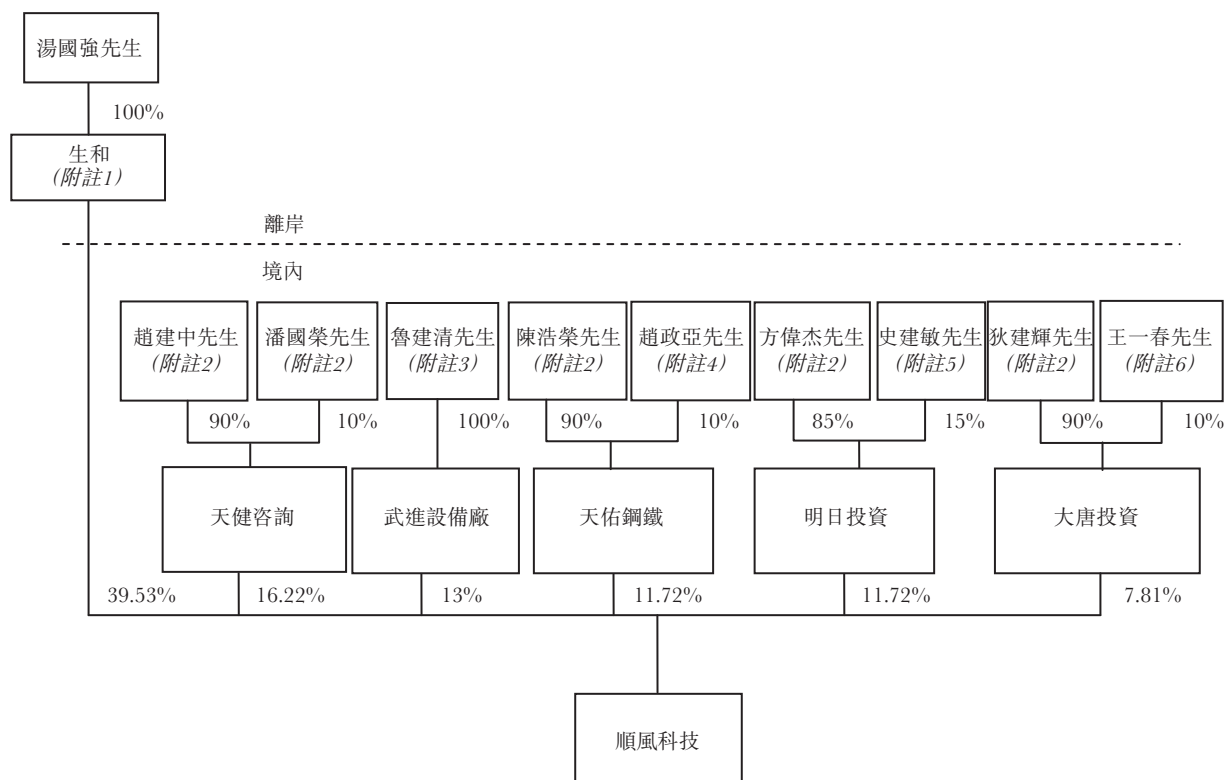 湯國強先生
100%
生和
(附註1)
離岸
境內
趙建中先生
(附註2)
潘國榮先生
(附註2)
魯建清先生
(附註3)
陳浩榮先生
(附註2)
趙政亞先生
(附註4)
方偉杰先生
(附註2)
史建敏先生
(附註5)
狄建輝先生
(附註2)
王一春先生
(附註6)
90%
10%
100%
90%
10%
85%
15%
90%
10%
天健咨詢
武進設備廠
天佑鋼鐵
明日投資
大唐投資
39.53%
16.22%
13%
11.72%
11.72%
7.81%
順風科技